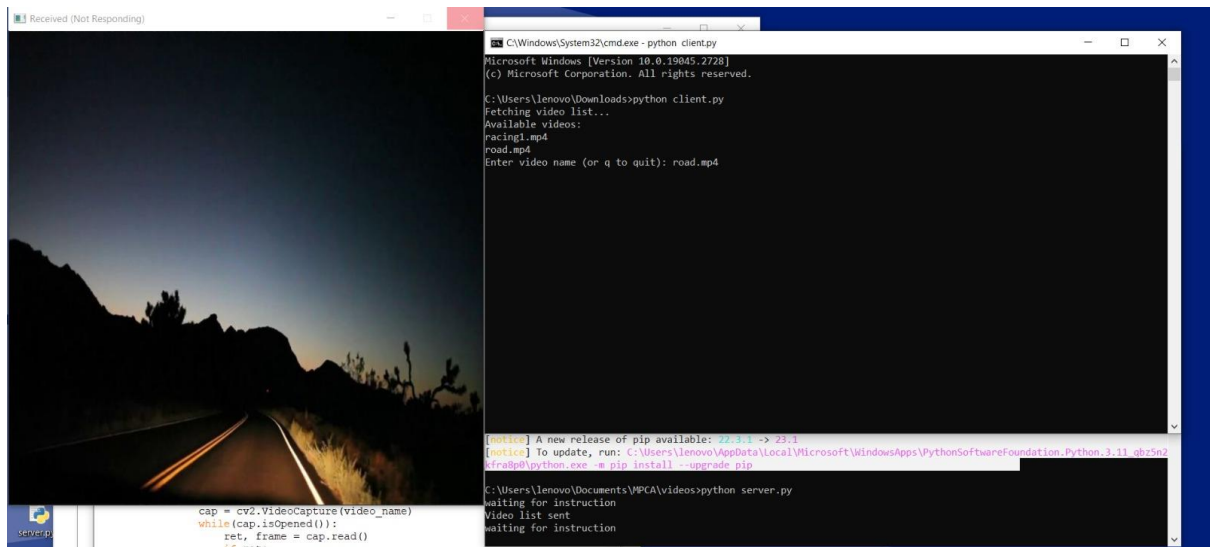 Received (Not Responding)
C:\Windows\System32\cmd.exe - python client.py
Microsoft Windows [Version 10.0.19045.2728]
(c) Microsoft Corporation. All rights reserved.
C:\Users\lenovo\Downloads>python client.py
Fetching video list...
Available videos:
racing1.mp4
road.mp4
Enter video name (or q to quit): road.mp4
[notice] A new release of pip available: 22.3.1 -> 23.1
[notice] To update, run: C:\Users\lenovo\AppData\Local\Microsoft\WindowsApps\PythonSoftwareFoundation.Python.3.11_qbz5n2
kfra8p0\python.exe -m pip install --upgrade pip
C:\Users\lenovo\Documents\MPCA\videos>python server.py
waiting for instruction
Video list sent
waiting for instruction
server.py
cap = cv2.VideoCapture(video_name)
while(cap.isOpened()):
ret, frame = cap.read()